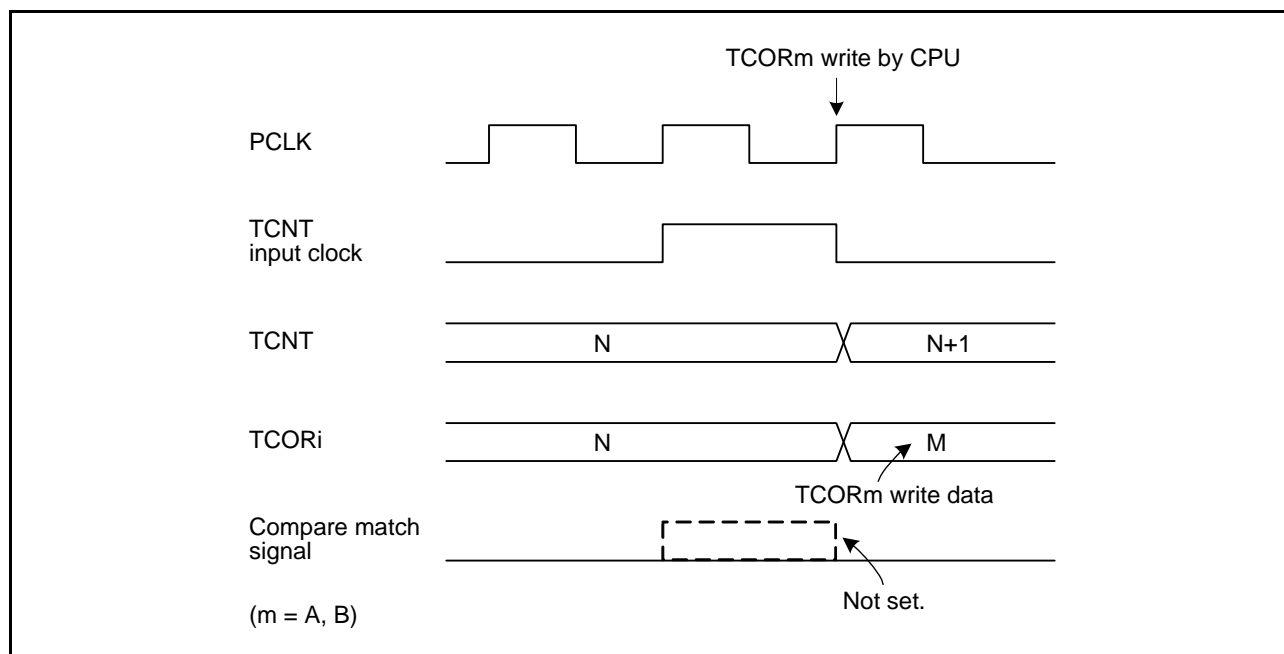 TCORm write by CPU
PCLK
TCNT
input clock
TCNT
N
N+1
TCORi
N
M
TCORm write data
Compare match
signal
Not set.
(m = A, B)